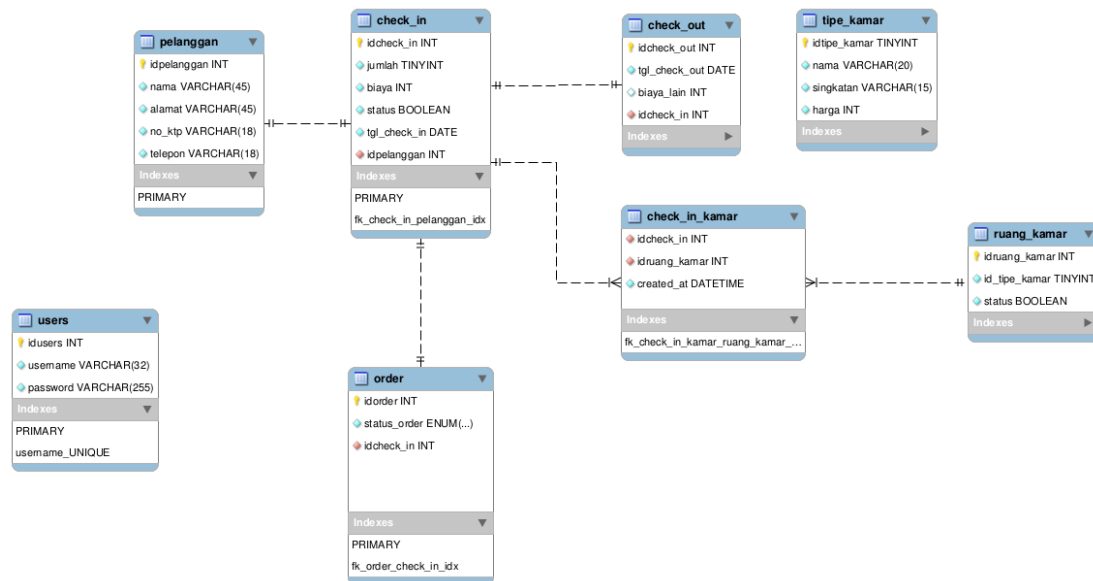 pelanggan
idpelanggan INT
nama VARCHAR(45)
alamat VARCHAR(45)
no_ktp VARCHAR(18)
telepon VARCHAR(18)
Indexes
PRIMARY
check_in
idcheck_in INT
jumlah TINYINT
biaya INT
status BOOLEAN
tgl_check_in DATE
idpelanggan INT
Indexes
PRIMARY
fk_check_in_pelanggan_idx
check_out
idcheck_out INT
tgl_check_out DATE
biaya_lain INT
idcheck_in INT
Indexes
tipe_kamar
idtipe_kamar TINYINT
nama VARCHAR(20)
singkatan VARCHAR(15)
harga INT
Indexes
check_in_kamar
idcheck_in INT
idruang_kamar INT
created_at DATETIME
Indexes
fk_check_in_kamar_ruang_kamar_...
ruang_kamar
idruang_kamar INT
id_tipe_kamar TINYINT
status BOOLEAN
Indexes
users
idusers INT
username VARCHAR(32)
password VARCHAR(255)
Indexes
PRIMARY
username_UNIQUE
order
idorder INT
status_order ENUM(...)
idcheck_in INT
Indexes
PRIMARY
fk_order_check_in_idx